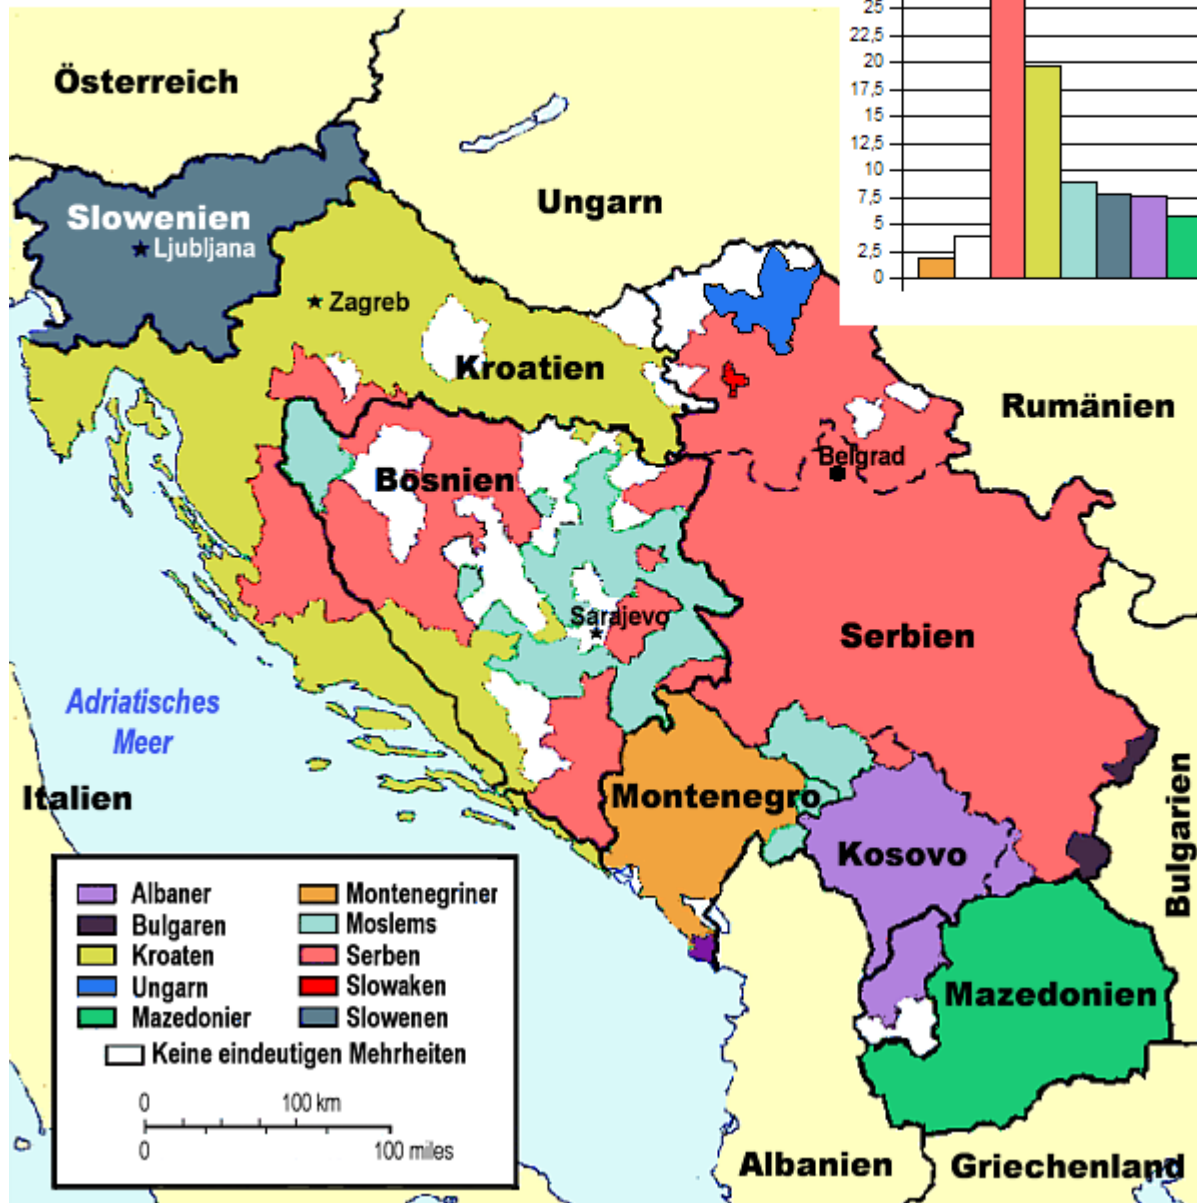 25
22,5
20
17,5
15
12,5
10
7,5
5
2,5
0
Österreich
Ungarn
Slowenien
Ljubljana
Zagreb
Kroatien
Rumänien
Belgrad
Bosnien
Sarajevo
Serbien
Adriatisches
Meer
Italien
Montenegro
Kosovo
Bulgarien
Mazedonien
Albanien
Griechenland
Albaner
Bulgaren
Kroaten
Ungarn
Mazedonier
Montenegriner
Moslems
Serben
Slowaken
Slowenen
Keine eindeutigen Mehrheiten
0 100 km
0 100 miles